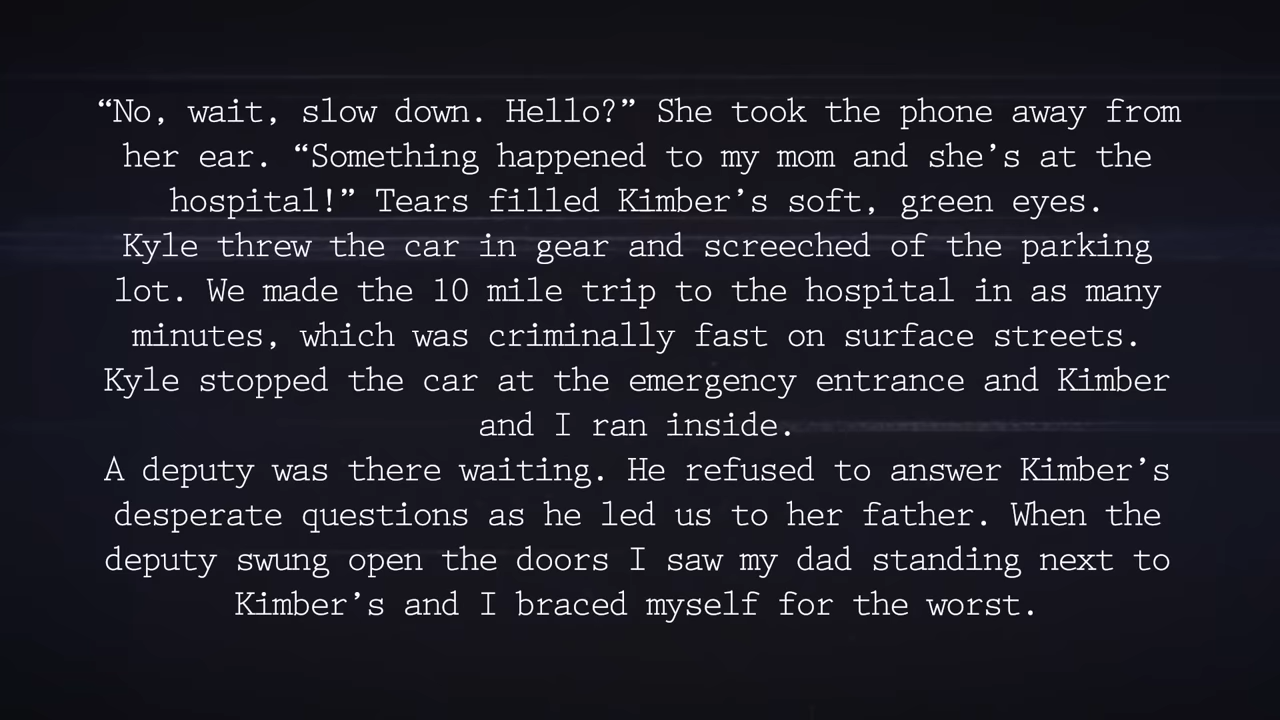 “No, wait, slow down. Hello?” She took the phone away from
her ear. “Something happened to my mom and she’s at the
hospital!” Tears filled Kimber’s soft, green eyes.
Kyle threw the car in gear and screeched of the parking
lot. We made the 10 mile trip to the hospital in as many
minutes, which was criminally fast on surface streets.
Kyle stopped the car at the emergency entrance and Kimber
and I ran inside.
A deputy was there waiting. He refused to answer Kimber’s
desperate questions as he led us to her father. When the
deputy swung open the doors I saw my dad standing next to
Kimber’s and I braced myself for the worst.